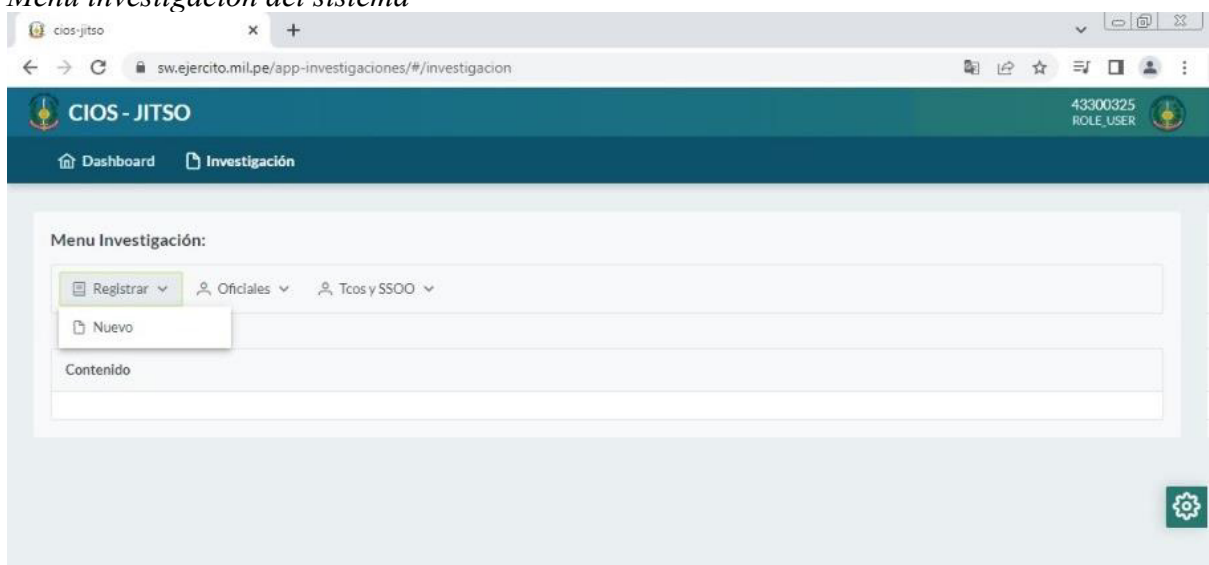 Menú investigación del sistema
cios-jitso
sw.ejercito.mil.pe/app-investigaciones/#/investigacion
CIOS - JITSO
43300325
ROLE_USER
Dashboard Investigación
Menu Investigación:
Registrar Oficiales Tcos y SSOO
Nuevo
Contenido